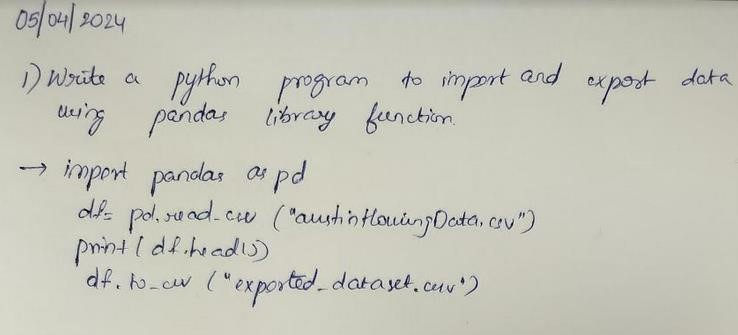 05/04/2024
1) Write a python program to import and export data
using pandas library function.
→ import pandas as pd
df= pd.read_csv ("austinHousingData.csv")
print(df.head())
df.to_csv ("exported_dataset.csv")